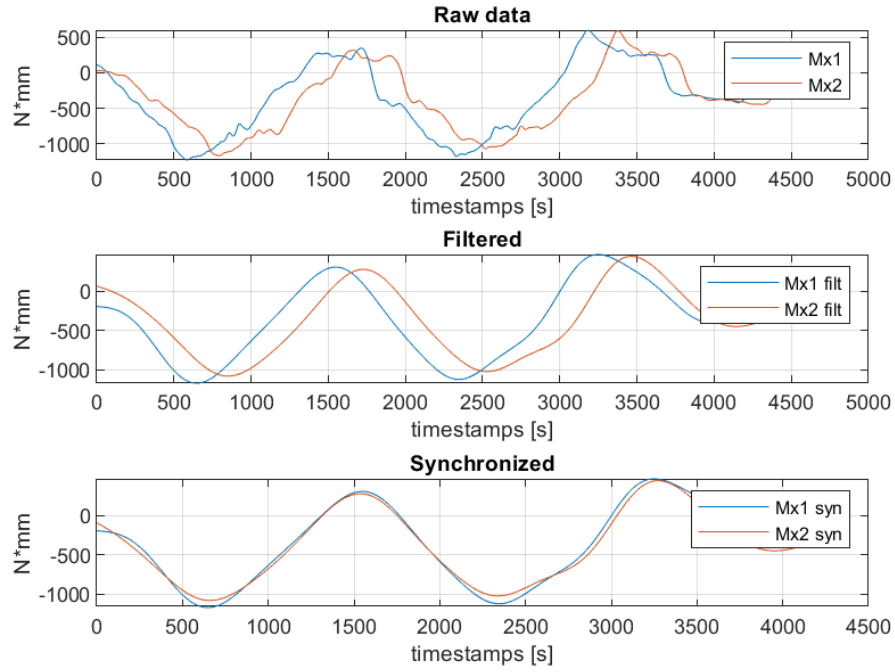 Raw data
500
0
-500
-1000
N*mm
Mx1
Mx2
0 500 1000 1500 2000 2500 3000 3500 4000 4500 5000
timestamps [s]
Filtered
0
-500
-1000
N*mm
Mx1 filt
Mx2 filt
0 500 1000 1500 2000 2500 3000 3500 4000 4500 5000
timestamps [s]
Synchronized
0
-500
-1000
N*mm
Mx1 syn
Mx2 syn
0 500 1000 1500 2000 2500 3000 3500 4000 4500
timestamps [s]